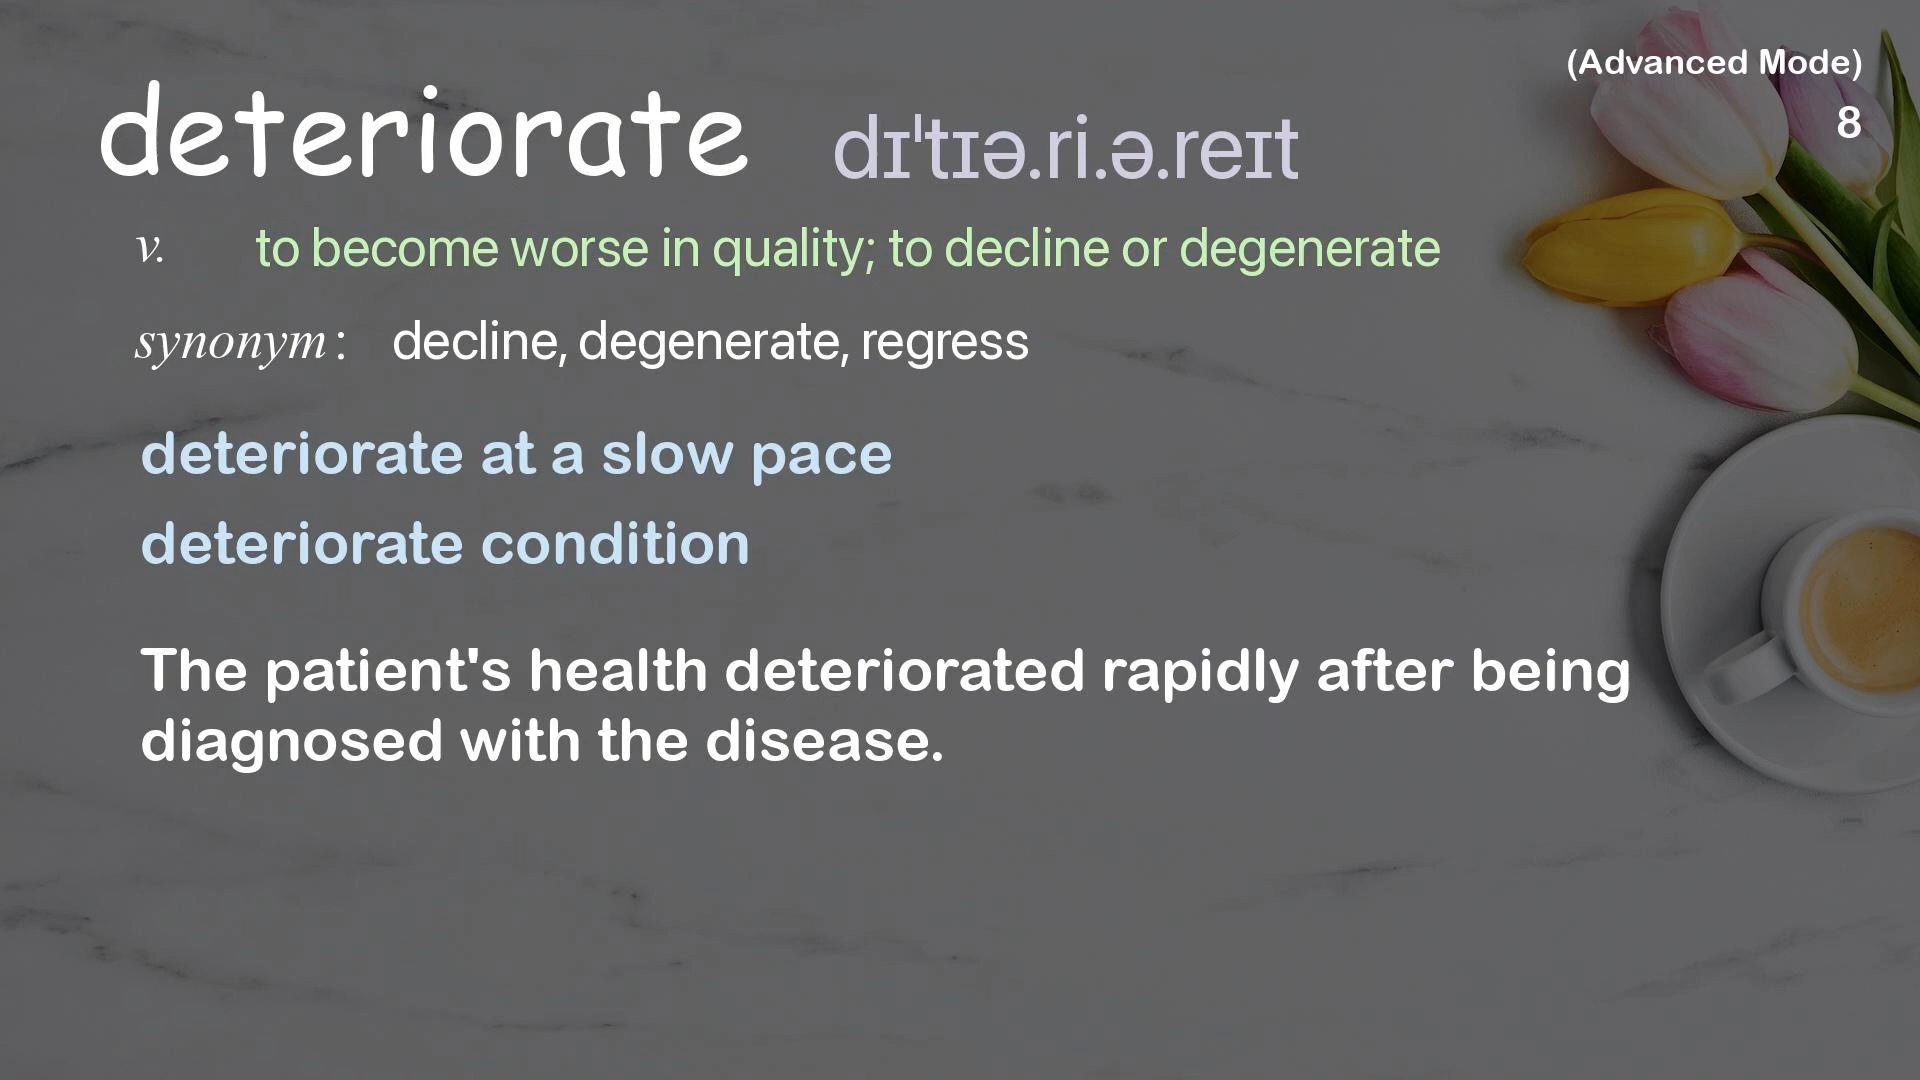 (Advanced Mode)
8
deteriorate dɪˈtɪə.ri.ə.reɪt
v. to become worse in quality; to decline or degenerate
synonym : decline, degenerate, regress
deteriorate at a slow pace
deteriorate condition
The patient's health deteriorated rapidly after being
diagnosed with the disease.